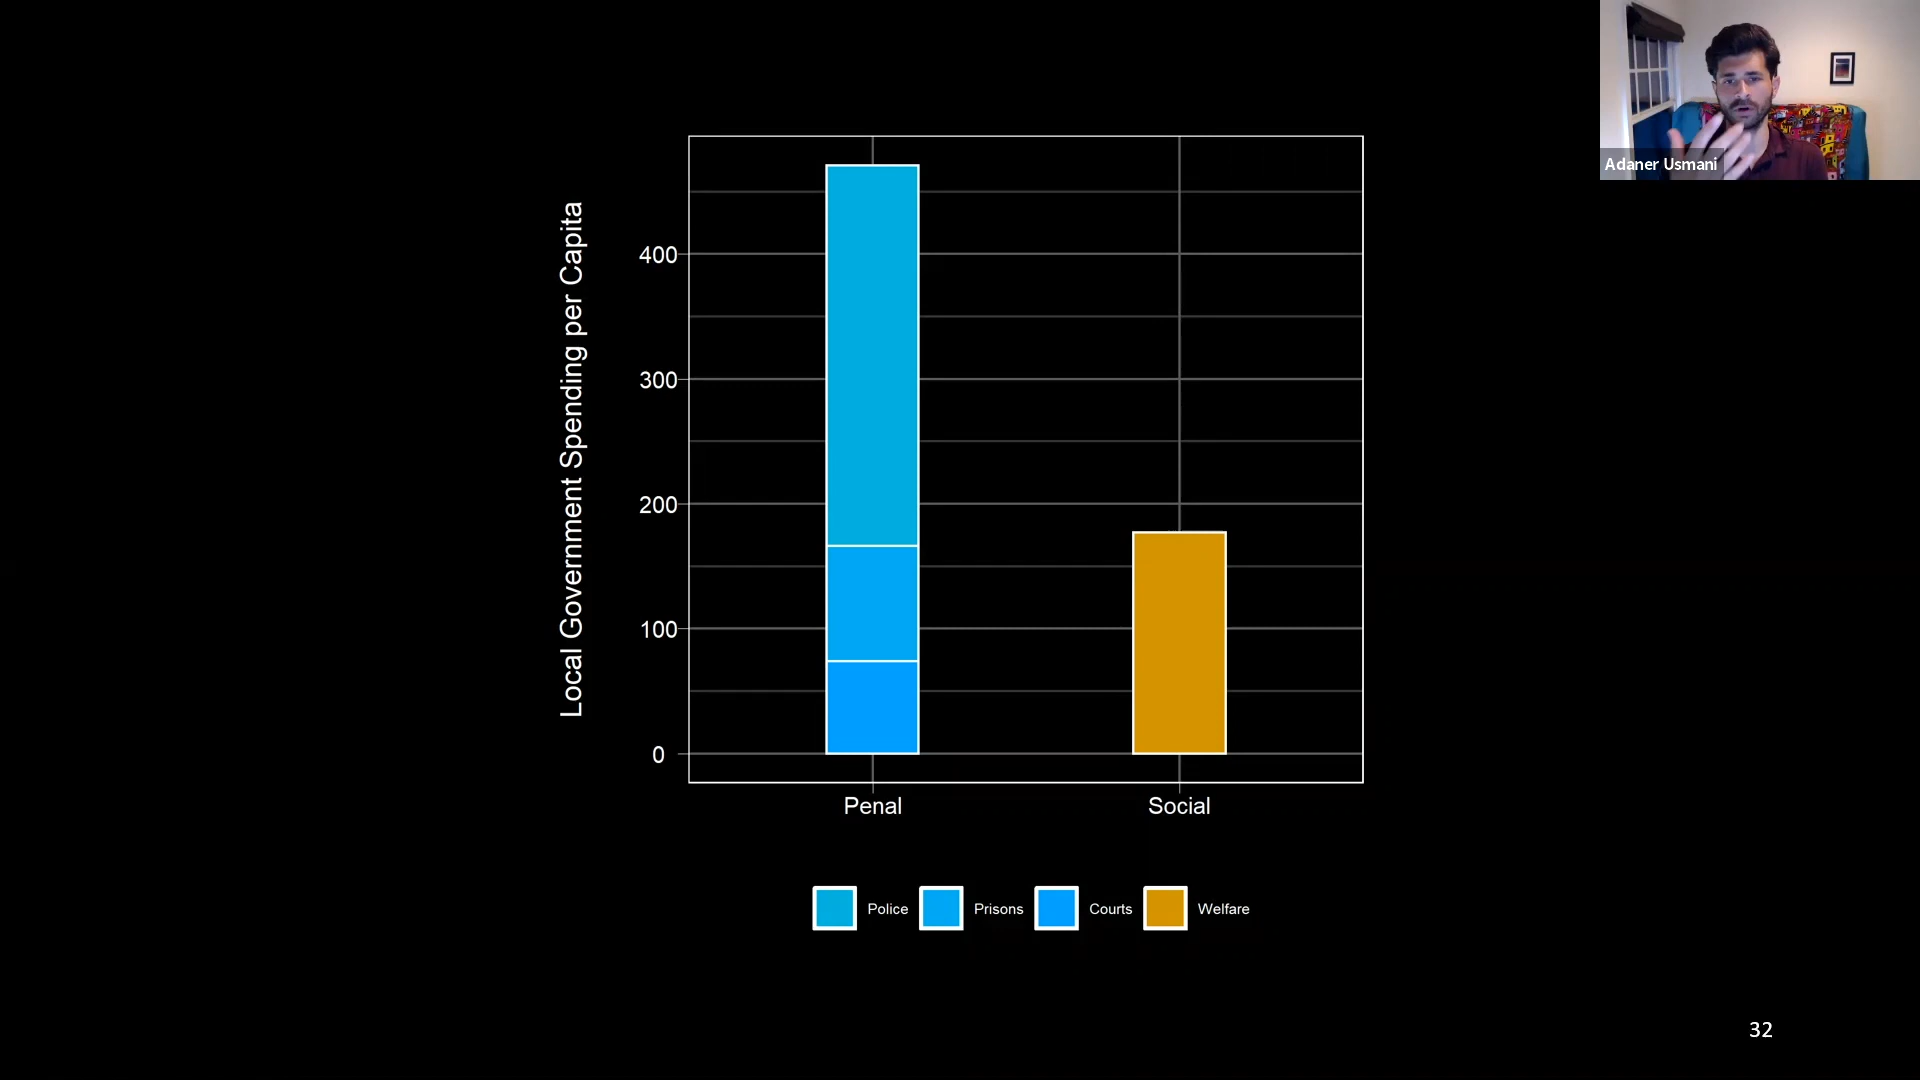 Adaner Usmani
Local Government Spending per Capita
400
300
200
100
0
Penal Social
Police Prisons Courts Welfare
32